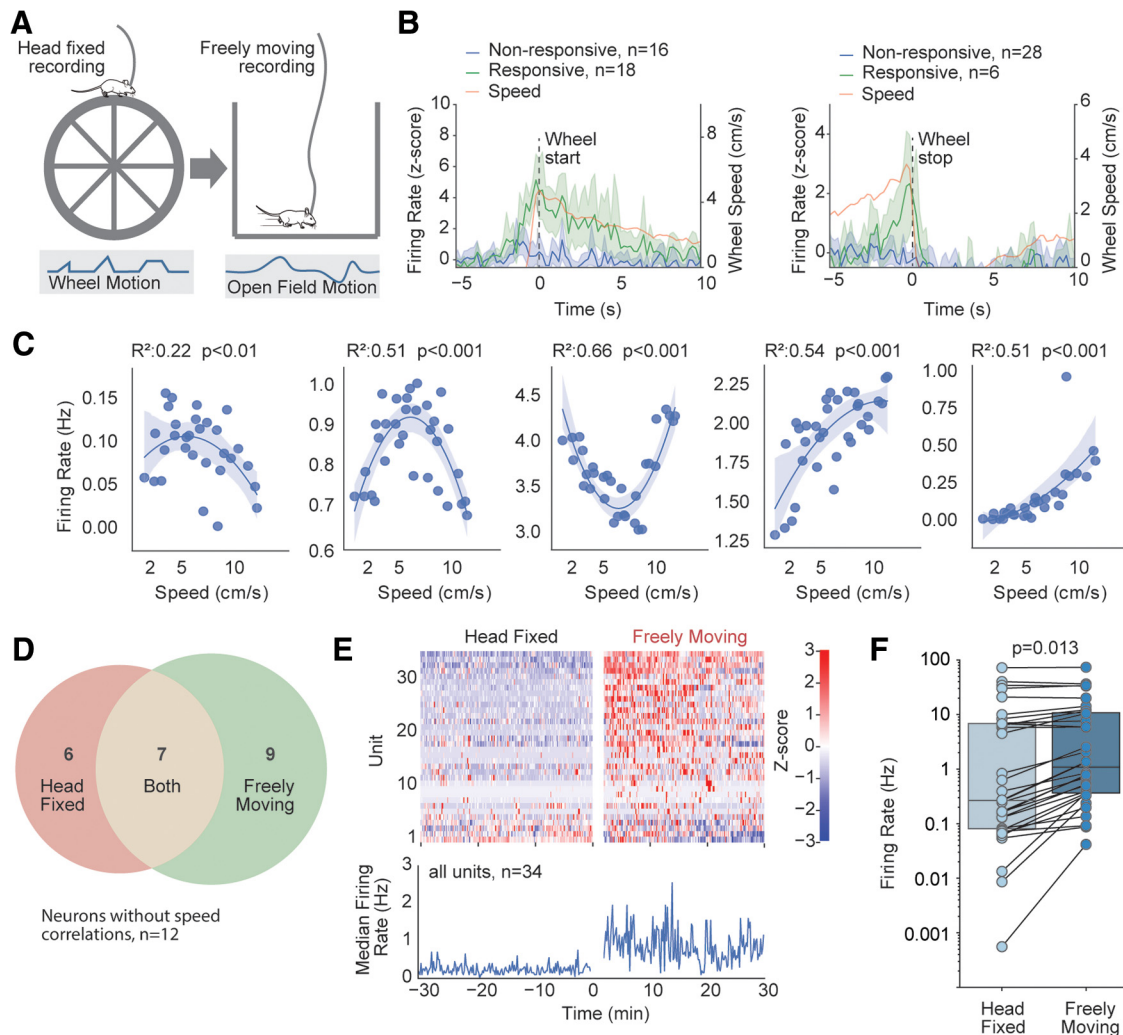 A
Head fixed
recording
Freely moving
recording
Wheel Motion
Open Field Motion
B
Non-responsive, n=16
Responsive, n=18
Speed
Wheel
start
Firing Rate (z-score)
10
8
6
4
2
0
Wheel Speed (cm/s)
8
4
0
−5
0
5
10
Time (s)
Non-responsive, n=28
Responsive, n=6
Speed
Wheel
stop
Firing Rate (z-score)
4
2
0
Wheel Speed (cm/s)
6
4
2
0
−5
0
5
10
Time (s)
C
R²:0.22 p<0.01
Firing Rate (Hz)
0.15
0.10
0.05
0.00
2 5 10
Speed (cm/s)
R²:0.51 p<0.001
1.0
0.9
0.8
0.7
0.6
2 5 10
Speed (cm/s)
R²:0.66 p<0.001
4.5
4.0
3.5
3.0
2 5 10
Speed (cm/s)
R²:0.54 p<0.001
2.25
2.00
1.75
1.50
1.25
2 5 10
Speed (cm/s)
R²:0.51 p<0.001
1.00
0.75
0.50
0.25
0.00
2 5 10
Speed (cm/s)
D
6
Head
Fixed
7
Both
9
Freely
Moving
Neurons without speed
correlations, n=12
E
Head Fixed
Freely Moving
Unit
30
20
10
1
Z-score
3
2
1
0
−1
−2
−3
all units, n=34
Median Firing
Rate (Hz)
3
2
1
0
−30 −20 −10 0 10 20 30
Time (min)
F
p=0.013
Firing Rate (Hz)
100
10
1
0.1
0.01
0.001
Head
Fixed
Freely
Moving